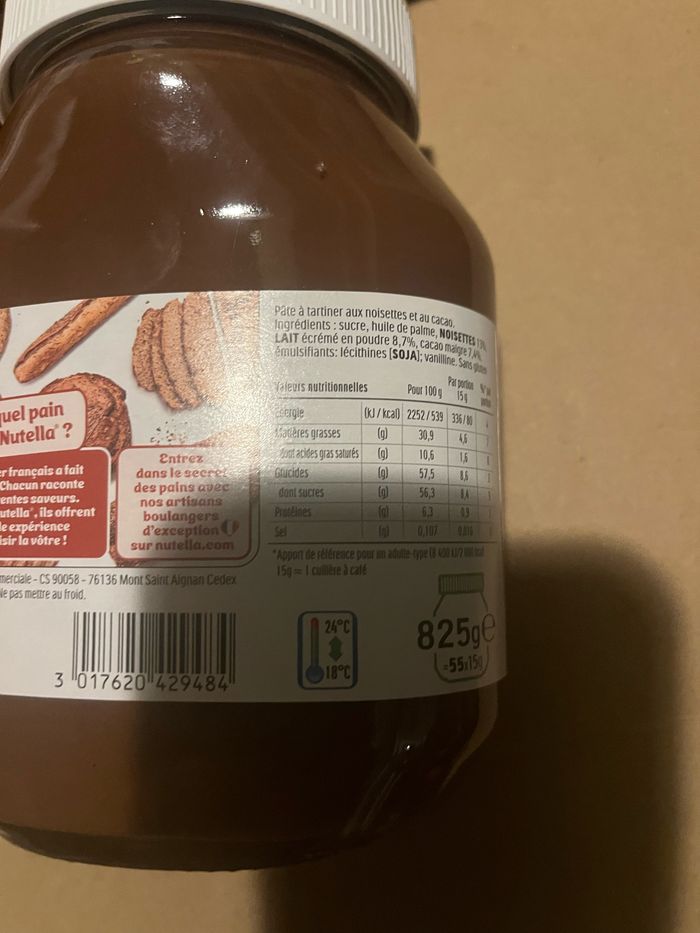 quel pain
Nutella® ?
er français a fait
Chacun raconte
entes saveurs.
utella®, ils offrent
e expérience
isir la vôtre !
Entrez
dans le secret
des pains avec
nos artisans
boulangers
d'exception
sur nutella.com
merciale - CS 90058 - 76136 Mont Saint Aignan Cedex
Ne pas mettre au froid.
3 017620 429484
Pâte à tartiner aux noisettes et au cacao.
Ingrédients : sucre, huile de palme, NOISETTES 13%
LAIT écrémé en poudre 8,7%, cacao maigre 7,4%,
émulsifiants: lécithines [SOJA]; vanilline. Sans gluten
Valeurs nutritionnelles Pour 100 g Par portion 15 g
Énergie (kJ / kcal) 2252 / 539 336 / 80
Matières grasses (g) 30,9 4,6
dont acides gras saturés (g) 10,6 1,6
Glucides (g) 57,5 8,6
dont sucres (g) 56,3 8,4
Protéines (g) 6,3 0,9
Sel (g) 0,107 0,016
*Apport de référence pour un adulte-type (8 400 kJ/2 000 kcal)
15g = 1 cuillère à café
24°C
18°C
825g e
=55x15g